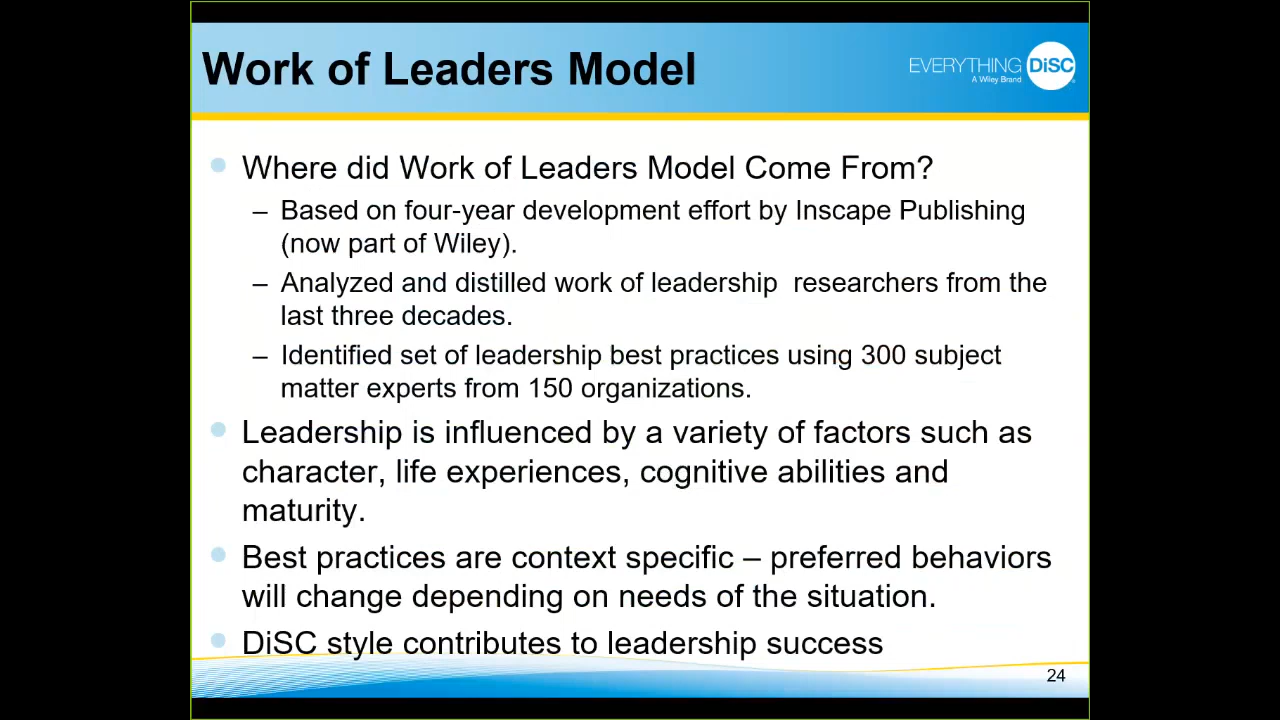 Work of Leaders Model
EVERYTHING DiSC
A Wiley Brand
Where did Work of Leaders Model Come From?
– Based on four-year development effort by Inscape Publishing
(now part of Wiley).
– Analyzed and distilled work of leadership  researchers from the
last three decades.
– Identified set of leadership best practices using 300 subject
matter experts from 150 organizations.
Leadership is influenced by a variety of factors such as
character, life experiences, cognitive abilities and
maturity.
Best practices are context specific – preferred behaviors
will change depending on needs of the situation.
DiSC style contributes to leadership success
24